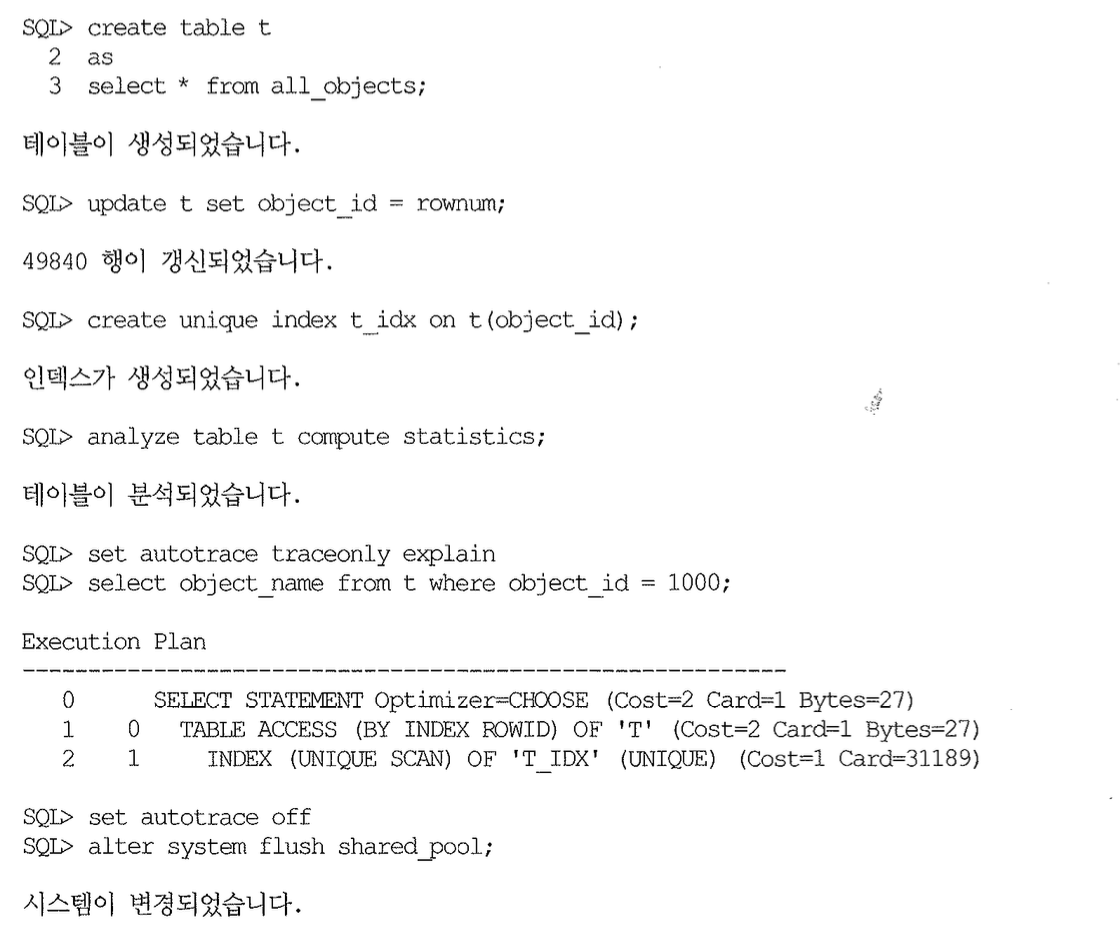 SQL> create table t
  2  as
  3  select * from all_objects;
테이블이 생성되었습니다.
SQL> update t set object_id = rownum;
49840 행이 갱신되었습니다.
SQL> create unique index t_idx on t(object_id);
인덱스가 생성되었습니다.
SQL> analyze table t compute statistics;
테이블이 분석되었습니다.
SQL> set autotrace traceonly explain
SQL> select object_name from t where object_id = 1000;
Execution Plan
----------------------------------------------------------
   0      SELECT STATEMENT Optimizer=CHOOSE (Cost=2 Card=1 Bytes=27)
   1    0   TABLE ACCESS (BY INDEX ROWID) OF 'T' (Cost=2 Card=1 Bytes=27)
   2    1     INDEX (UNIQUE SCAN) OF 'T_IDX' (UNIQUE) (Cost=1 Card=31189)
SQL> set autotrace off
SQL> alter system flush shared_pool;
시스템이 변경되었습니다.